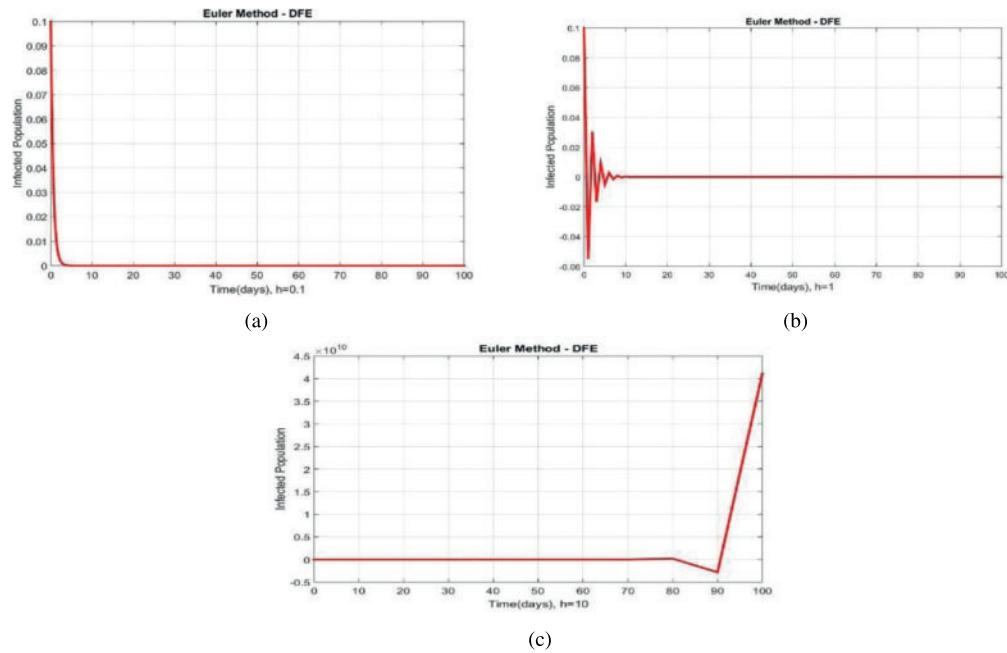 Euler Method - DFE
0.1
0.09
0.08
0.07
0.06
0.05
0.04
0.03
0.02
0.01
0
Infected Population
0 10 20 30 40 50 60 70 80 90 100
Time(days), h=0.1
(a)
Euler Method - DFE
0.1
0.08
0.06
0.04
0.02
0
-0.02
-0.04
-0.06
Infected Population
0 10 20 30 40 50 60 70 80 90 100
Time(days), h=1
(b)
Euler Method - DFE
×10^10
4.5
4
3.5
3
2.5
2
1.5
1
0.5
0
-0.5
Infected Population
0 10 20 30 40 50 60 70 80 90 100
Time(days), h=10
(c)